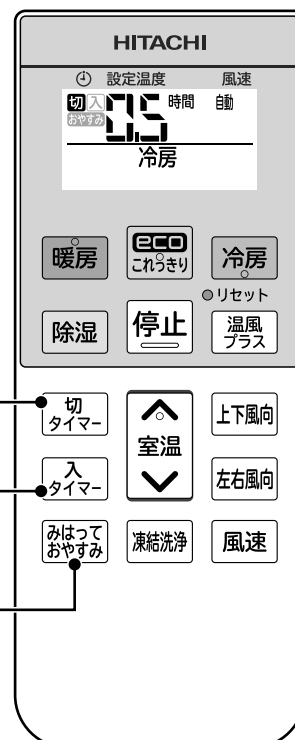 HITACHI
設定温度 風速
切 入 0.5 時間 自動
おやすみ
冷房
暖房 eco これっきり 冷房
リセット
除湿 停止 温風プラス
切タイマー 室温 上下風向
入タイマー 左右風向
みはっておやすみ 凍結洗浄 風速